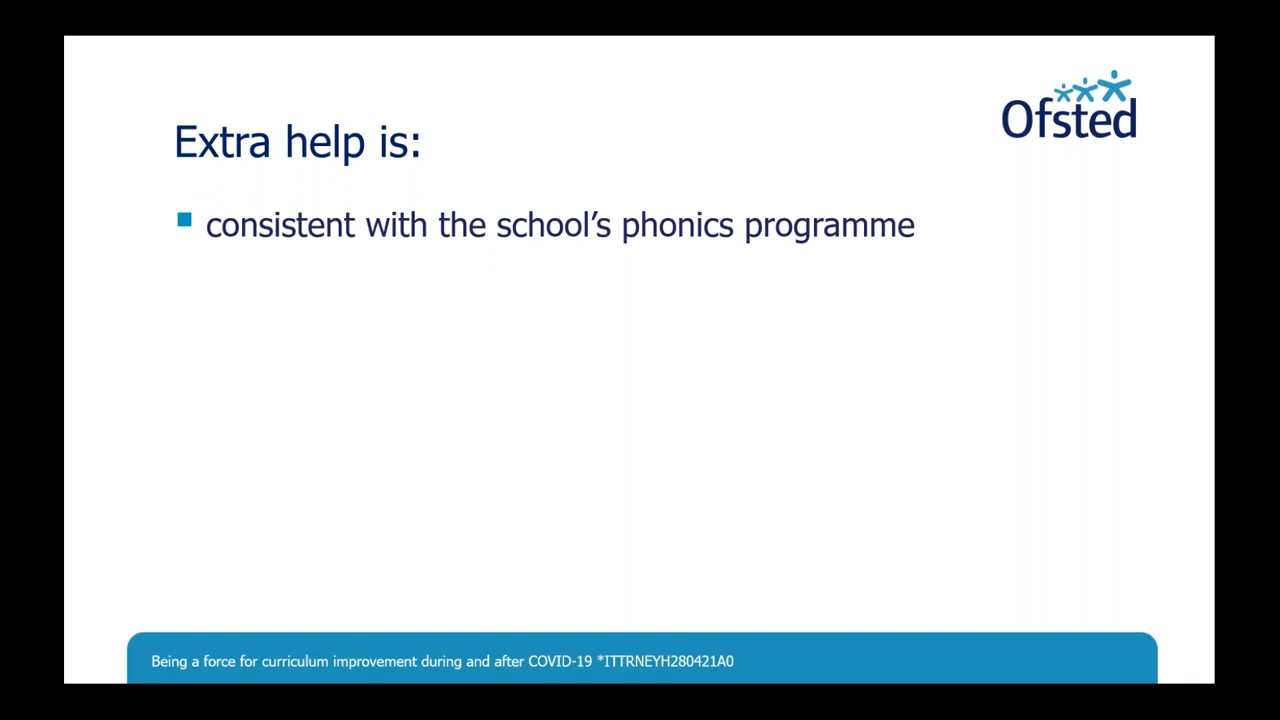 Ofsted
Extra help is:
consistent with the school’s phonics programme
Being a force for curriculum improvement during and after COVID-19 *ITTRNEYH280421A0